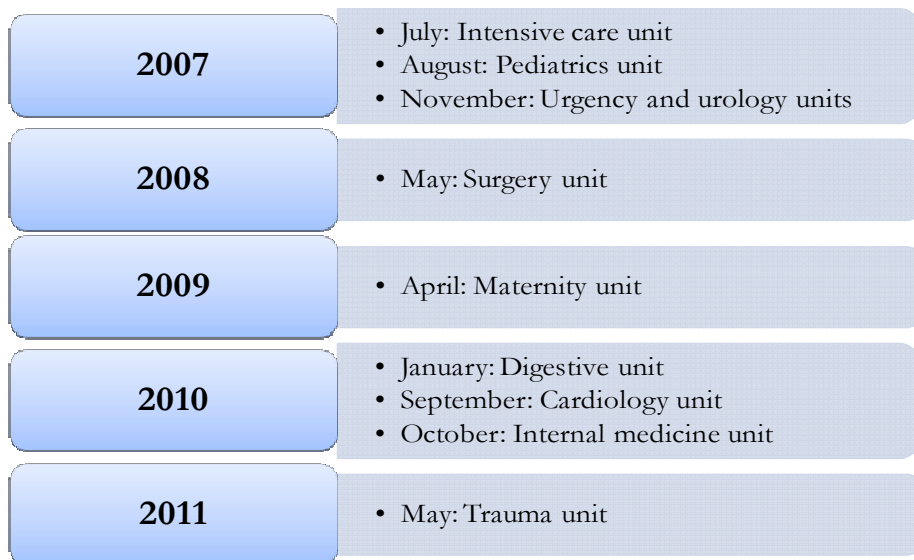 2007
• July: Intensive care unit
• August: Pediatrics unit
• November: Urgency and urology units
2008
• May: Surgery unit
2009
• April: Maternity unit
2010
• January: Digestive unit
• September: Cardiology unit
• October: Internal medicine unit
2011
• May: Trauma unit